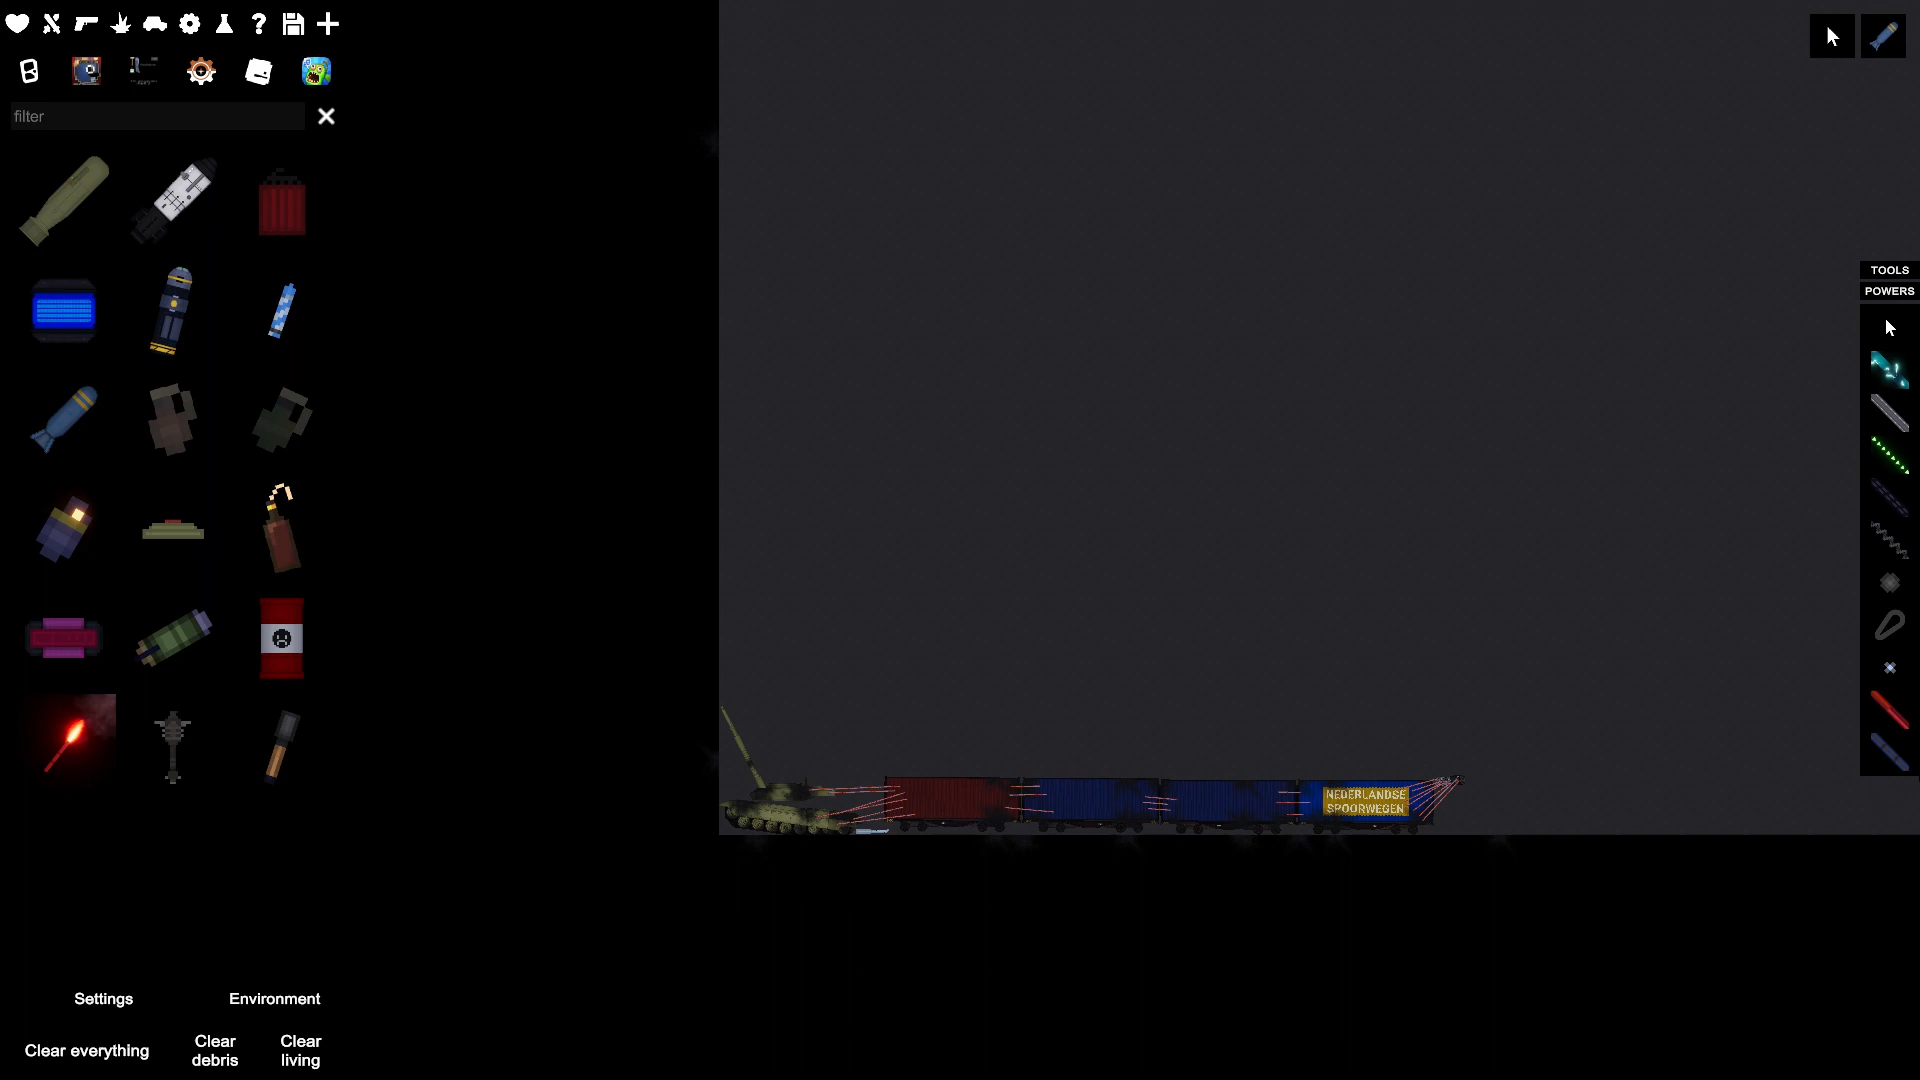 filter
TOOLS
POWERS
NEDERLANDSE
SPOORWEGEN
Settings
Environment
Clear everything
Clear
debris
Clear
living